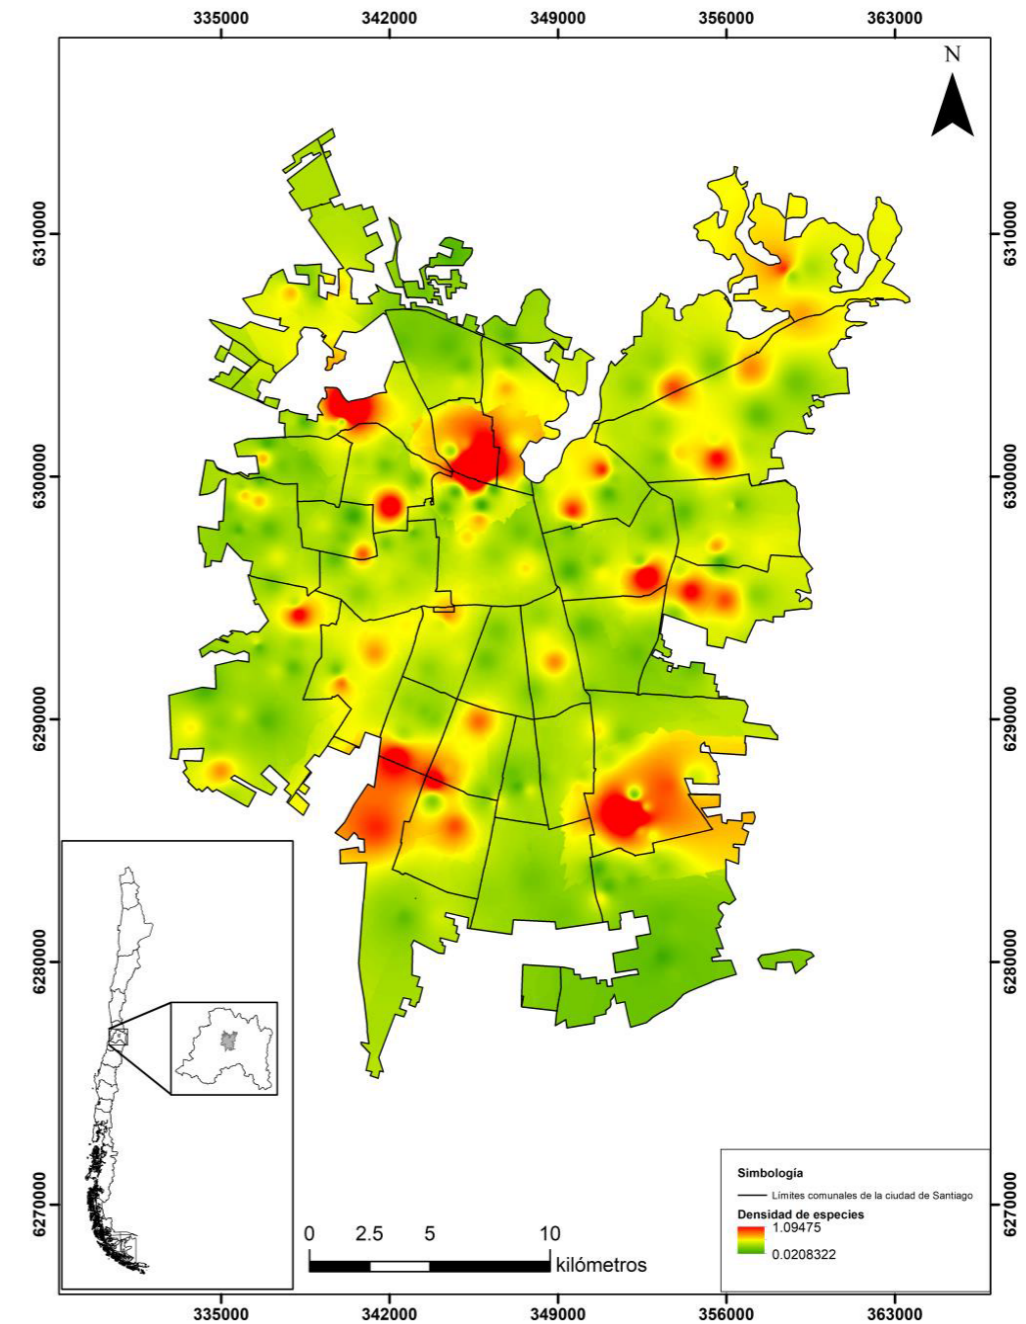 335000 342000 349000 356000 363000
N
6310000 6310000
6300000 6300000
6290000 6290000
6280000 6280000
6270000 6270000
Simbología
Límites comunales de la ciudad de Santiago
Densidad de especies
1.09475
0.0208322
0 2.5 5 10
kilómetros
335000 342000 349000 356000 363000